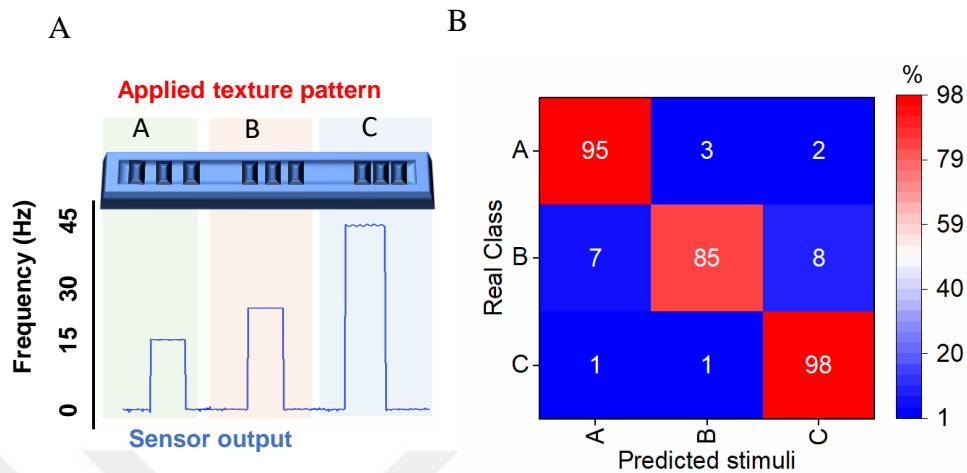 A
Applied texture pattern
A B C
Frequency (Hz)
45
30
15
0
Sensor output
B
%
98
79
59
40
20
1
Real Class
A 95 3 2
B 7 85 8
C 1 1 98
A B C
Predicted stimuli